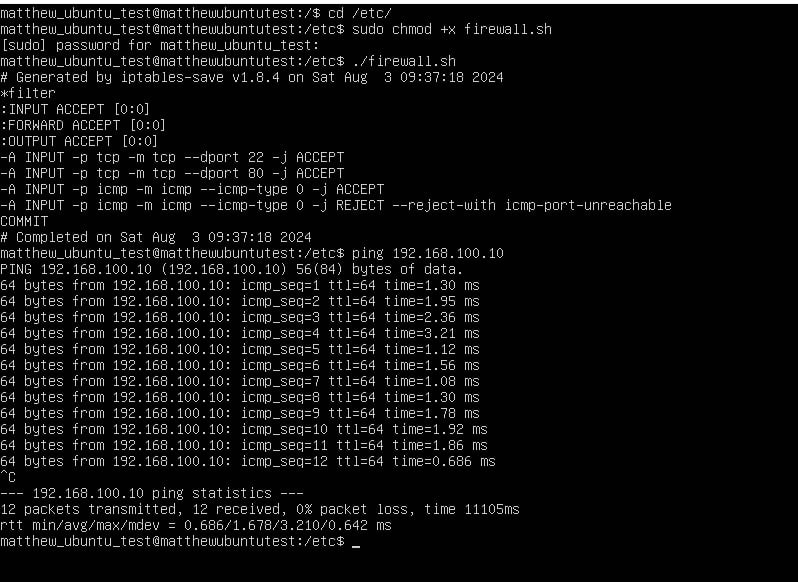 matthew_ubuntu_test@matthewubuntutest:/$ cd /etc/
matthew_ubuntu_test@matthewubuntutest:/etc$ sudo chmod +x firewall.sh
[sudo] password for matthew_ubuntu_test:
matthew_ubuntu_test@matthewubuntutest:/etc$ ./firewall.sh
# Generated by iptables-save v1.8.4 on Sat Aug  3 09:37:18 2024
*filter
:INPUT ACCEPT [0:0]
:FORWARD ACCEPT [0:0]
:OUTPUT ACCEPT [0:0]
-A INPUT -p tcp -m tcp --dport 22 -j ACCEPT
-A INPUT -p tcp -m tcp --dport 80 -j ACCEPT
-A INPUT -p icmp -m icmp --icmp-type 0 -j ACCEPT
-A INPUT -p icmp -m icmp --icmp-type 0 -j REJECT --reject-with icmp-port-unreachable
COMMIT
# Completed on Sat Aug  3 09:37:18 2024
matthew_ubuntu_test@matthewubuntutest:/etc$ ping 192.168.100.10
PING 192.168.100.10 (192.168.100.10) 56(84) bytes of data.
64 bytes from 192.168.100.10: icmp_seq=1 ttl=64 time=1.30 ms
64 bytes from 192.168.100.10: icmp_seq=2 ttl=64 time=1.95 ms
64 bytes from 192.168.100.10: icmp_seq=3 ttl=64 time=2.36 ms
64 bytes from 192.168.100.10: icmp_seq=4 ttl=64 time=3.21 ms
64 bytes from 192.168.100.10: icmp_seq=5 ttl=64 time=1.12 ms
64 bytes from 192.168.100.10: icmp_seq=6 ttl=64 time=1.56 ms
64 bytes from 192.168.100.10: icmp_seq=7 ttl=64 time=1.08 ms
64 bytes from 192.168.100.10: icmp_seq=8 ttl=64 time=1.30 ms
64 bytes from 192.168.100.10: icmp_seq=9 ttl=64 time=1.78 ms
64 bytes from 192.168.100.10: icmp_seq=10 ttl=64 time=1.92 ms
64 bytes from 192.168.100.10: icmp_seq=11 ttl=64 time=1.86 ms
64 bytes from 192.168.100.10: icmp_seq=12 ttl=64 time=0.686 ms
^C
--- 192.168.100.10 ping statistics ---
12 packets transmitted, 12 received, 0% packet loss, time 11105ms
rtt min/avg/max/mdev = 0.686/1.678/3.210/0.642 ms
matthew_ubuntu_test@matthewubuntutest:/etc$ _